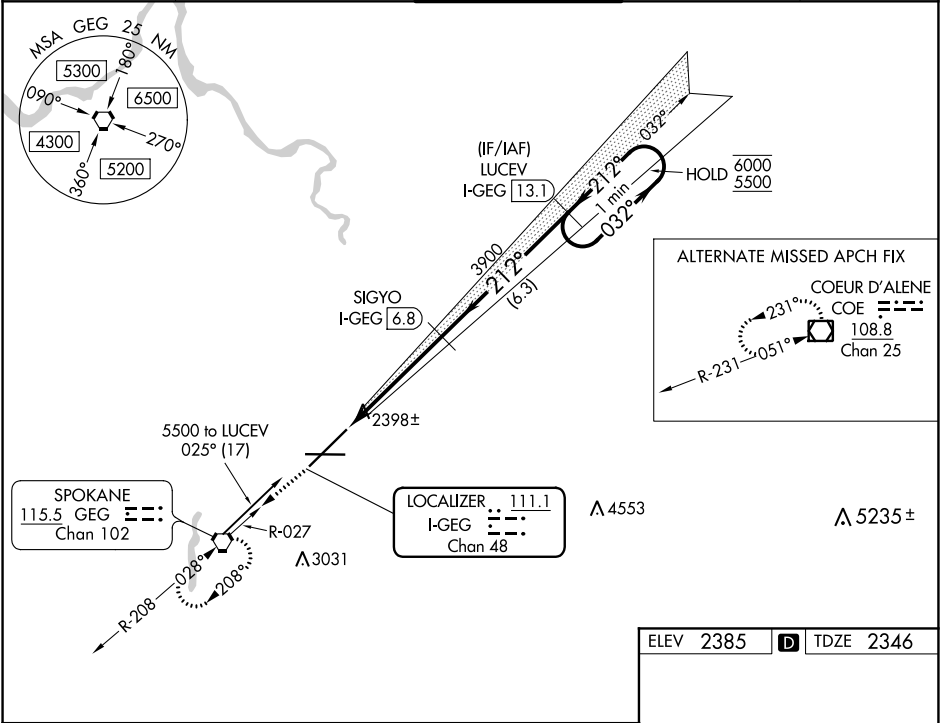 MSA GEG 25 NM
5300
180°
6500
090°
270°
4300
5200
360°
(IF/IAF)
LUCEV
I-GEG 13.1
032°
212°
1 min
032°
HOLD 6000
5500
3900
212°
(6.3)
SIGYO
I-GEG 6.8
ALTERNATE MISSED APCH FIX
COEUR D'ALENE
COE
108.8
Chan 25
231°
R-231
051°
2398±
5500 to LUCEV
025° (17)
SPOKANE
115.5 GEG
Chan 102
R-027
LOCALIZER 111.1
I-GEG
Chan 48
4553
5235±
3031
R-208
028°
208°
ELEV 2385 D TDZE 2346